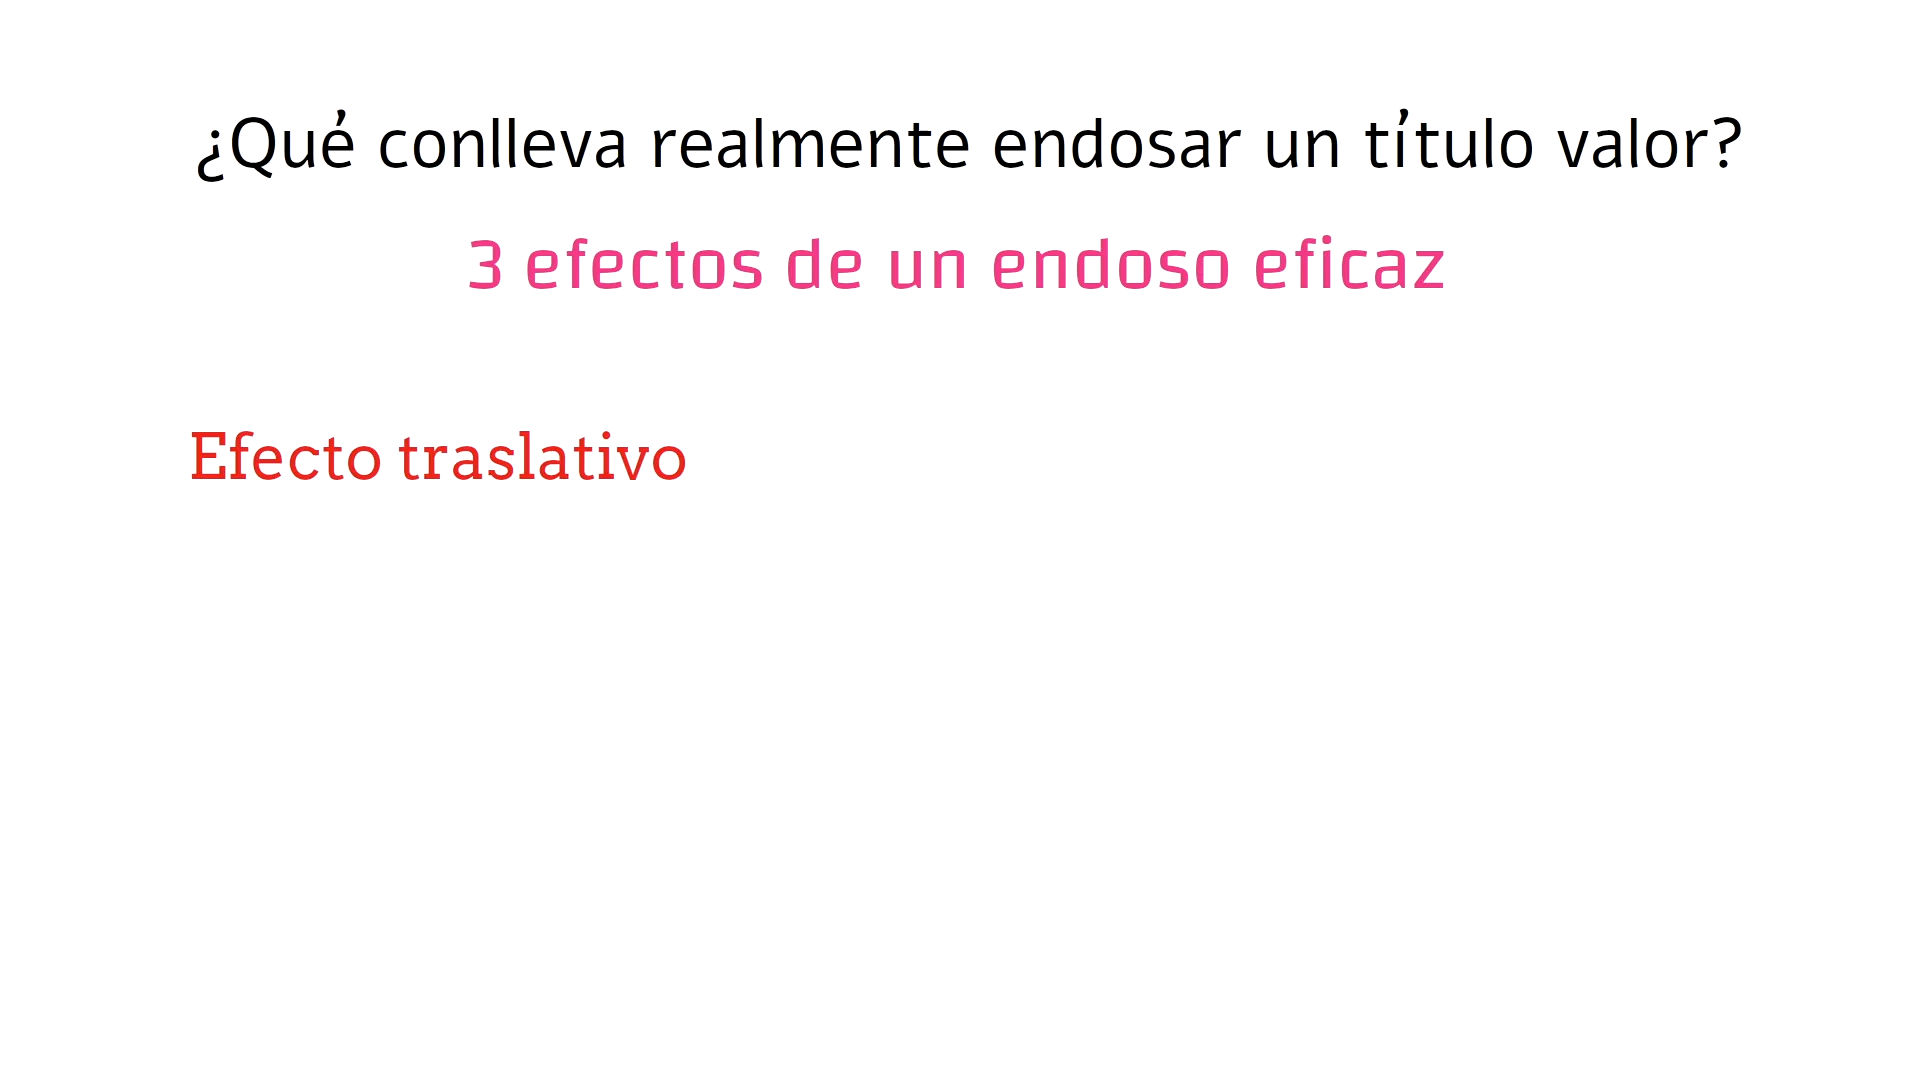 ¿Qué conlleva realmente endosar un título valor?
3 efectos de un endoso eficaz
Efecto traslativo